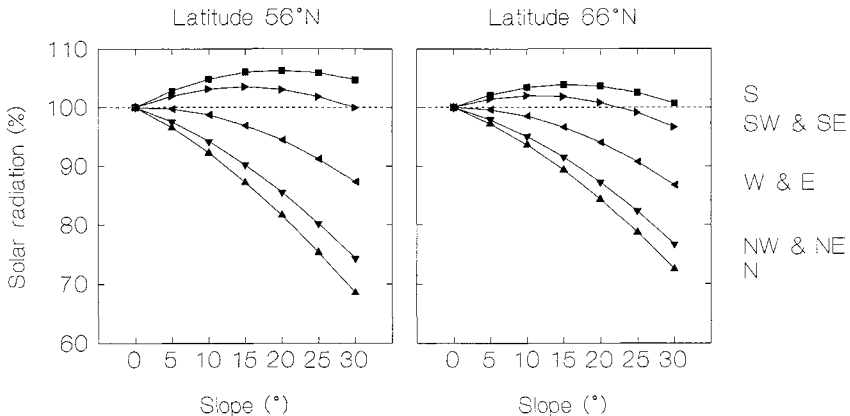 Latitude 56°N
Latitude 66°N
Solar radiation (%)
110
100
90
80
70
60
0 5 10 15 20 25 30
0 5 10 15 20 25 30
Slope (°)
Slope (°)
S
SW & SE
W & E
NW & NE
N